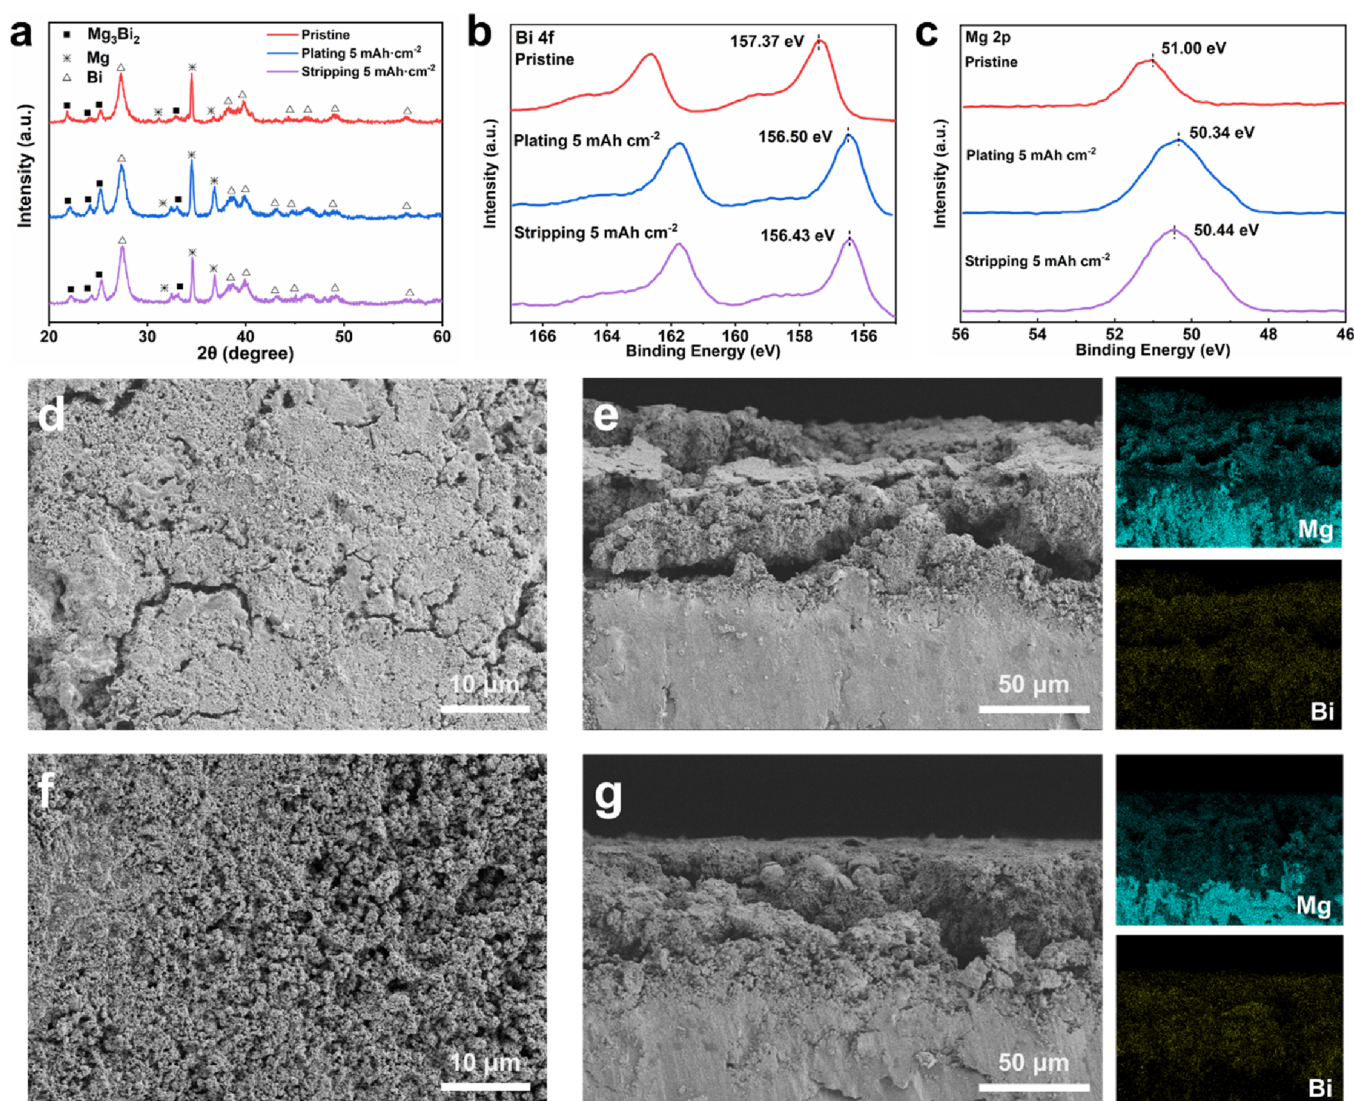 a
■ Mg₃Bi₂
✳ Mg
△ Bi
Pristine
Plating 5 mAh·cm⁻²
Stripping 5 mAh·cm⁻²
Intensity (a.u.)
20 30 40 50 60
2θ (degree)
b
Bi 4f
Pristine
157.37 eV
Plating 5 mAh cm⁻²
156.50 eV
Stripping 5 mAh cm⁻²
156.43 eV
Intensity (a.u.)
166 164 162 160 158 156
Binding Energy (eV)
c
Mg 2p
Pristine
51.00 eV
Plating 5 mAh cm⁻²
50.34 eV
Stripping 5 mAh cm⁻²
50.44 eV
Intensity (a.u.)
56 54 52 50 48 46
Binding Energy (eV)
d
10 μm
e
50 μm
Mg
Bi
f
10 μm
g
50 μm
Mg
Bi